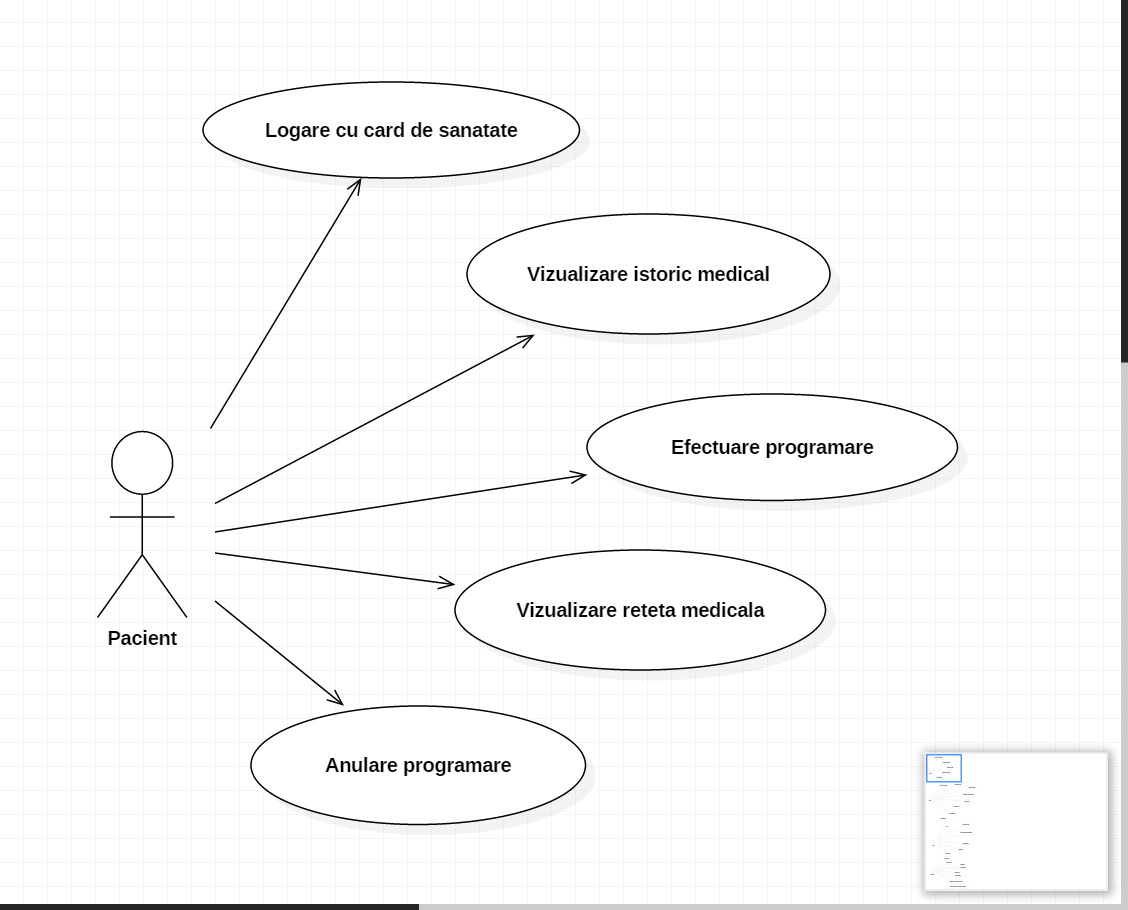 Logare cu card de sanatate
Vizualizare istoric medical
Efectuare programare
Vizualizare reteta medicala
Pacient
Anulare programare